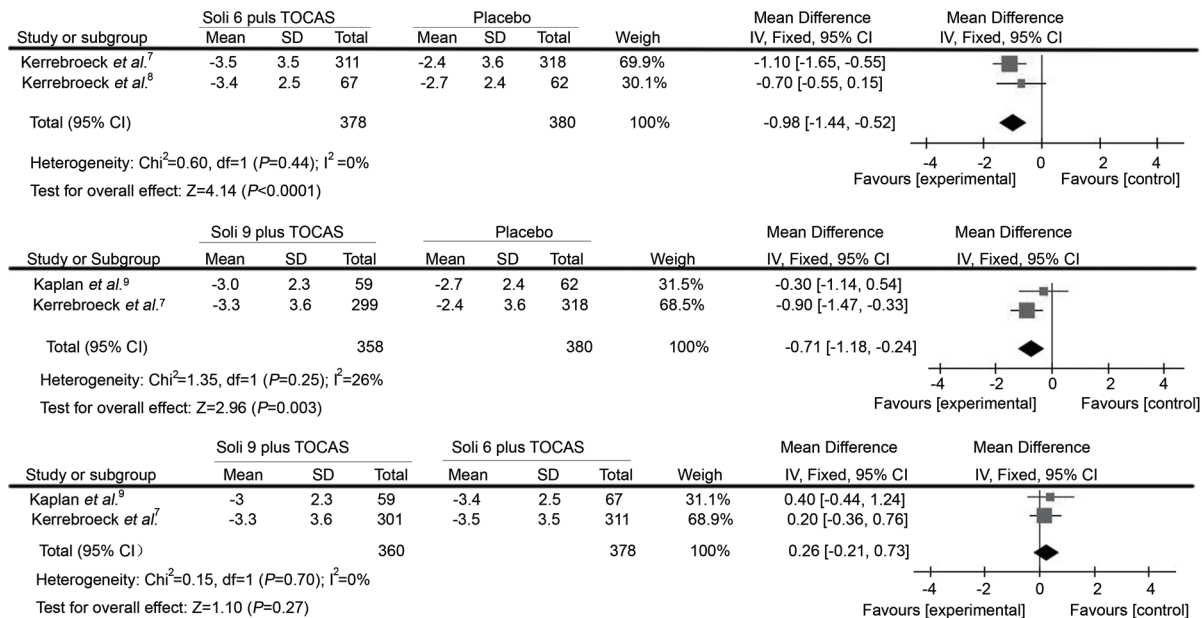 Soli 6 puls TOCAS Placebo Mean Difference Mean Difference
Study or subgroup Mean SD Total Mean SD Total Weigh IV, Fixed, 95% CI IV, Fixed, 95% CI
Kerrebroeck et al.7 -3.5 3.5 311 -2.4 3.6 318 69.9% -1.10 [-1.65, -0.55]
Kerrebroeck et al.8 -3.4 2.5 67 -2.7 2.4 62 30.1% -0.70 [-0.55, 0.15]
Total (95% CI) 378 380 100% -0.98 [-1.44, -0.52]
Heterogeneity: Chi2=0.60, df=1 (P=0.44); I2 =0%
-4 -2 0 2 4
Test for overall effect: Z=4.14 (P<0.0001)
Favours [experimental] Favours [control]
Soli 9 plus TOCAS Placebo Mean Difference Mean Difference
Study or Subgroup Mean SD Total Mean SD Total Weigh IV, Fixed, 95% CI IV, Fixed, 95% CI
Kaplan et al.9 -3.0 2.3 59 -2.7 2.4 62 31.5% -0.30 [-1.14, 0.54]
Kerrebroeck et al.7 -3.3 3.6 299 -2.4 3.6 318 68.5% -0.90 [-1.47, -0.33]
Total (95% CI) 358 380 100% -0.71 [-1.18, -0.24]
Heterogeneity: Chi2=1.35, df=1 (P=0.25); I2=26%
-4 -2 0 2 4
Test for overall effect: Z=2.96 (P=0.003)
Favours [experimental] Favours [control]
Soli 9 plus TOCAS Soli 6 plus TOCAS Mean Difference Mean Difference
Study or subgroup Mean SD Total Mean SD Total Weigh IV, Fixed, 95% CI IV, Fixed, 95% CI
Kaplan et al.9 -3 2.3 59 -3.4 2.5 67 31.1% 0.40 [-0.44, 1.24]
Kerrebroeck et al.7 -3.3 3.6 301 -3.5 3.5 311 68.9% 0.20 [-0.36, 0.76]
Total (95% CI) 360 378 100% 0.26 [-0.21, 0.73]
Heterogeneity: Chi2=0.15, df=1 (P=0.70); I2=0%
-4 -2 0 2 4
Test for overall effect: Z=1.10 (P=0.27)
Favours [experimental] Favours [control]